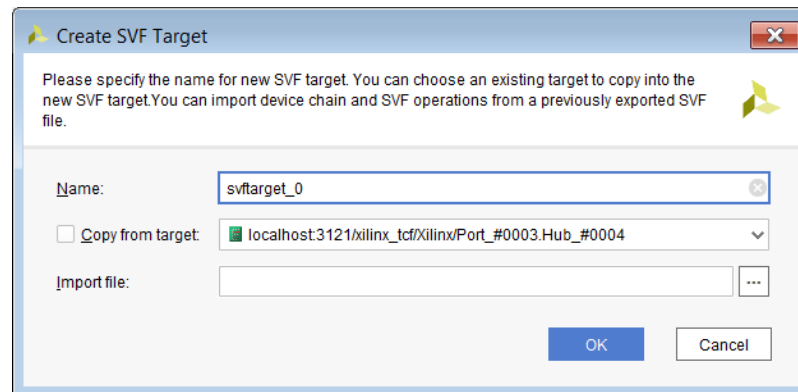 Create SVF Target
Please specify the name for new SVF target. You can choose an existing target to copy into the
new SVF target.You can import device chain and SVF operations from a previously exported SVF
file.
Name:
svftarget_0
Copy from target:
localhost:3121/xilinx_tcf/Xilinx/Port_#0003.Hub_#0004
Import file:
...
OK
Cancel